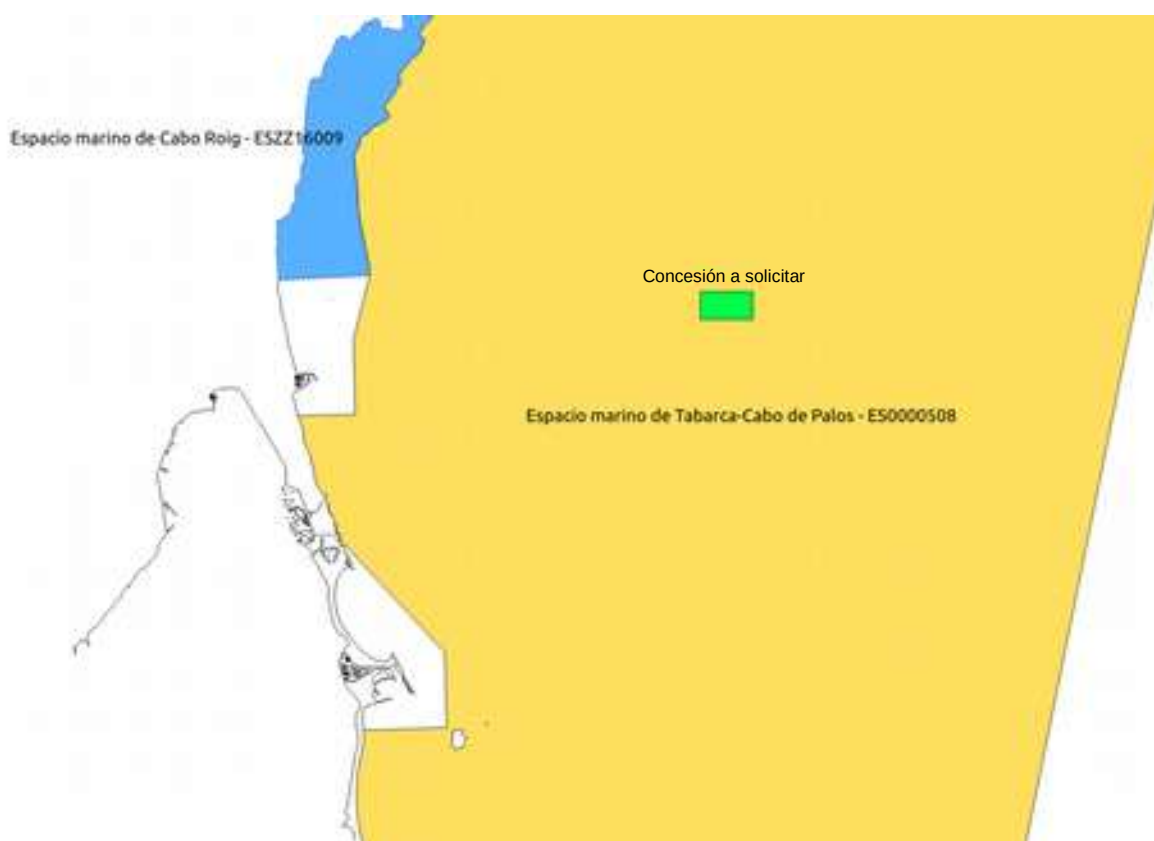 Espacio marino de Cabo Roig - ESZZ16009
Concesión a solicitar
Espacio marino de Tabarca-Cabo de Palos - ES0000508